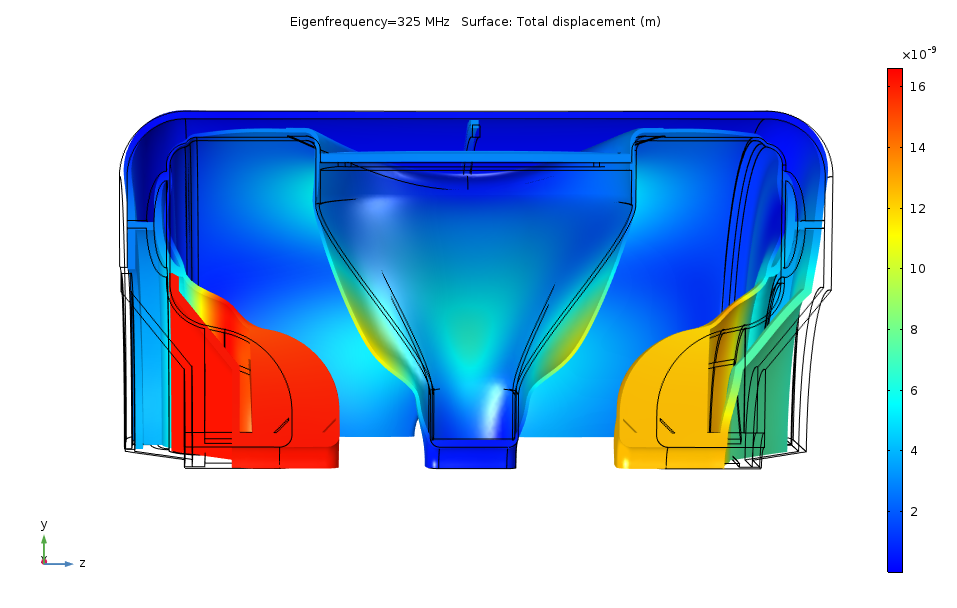 Eigenfrequency=325 MHz   Surface: Total displacement (m)
×10⁻⁹
16
14
12
10
8
6
4
2
y
x
z